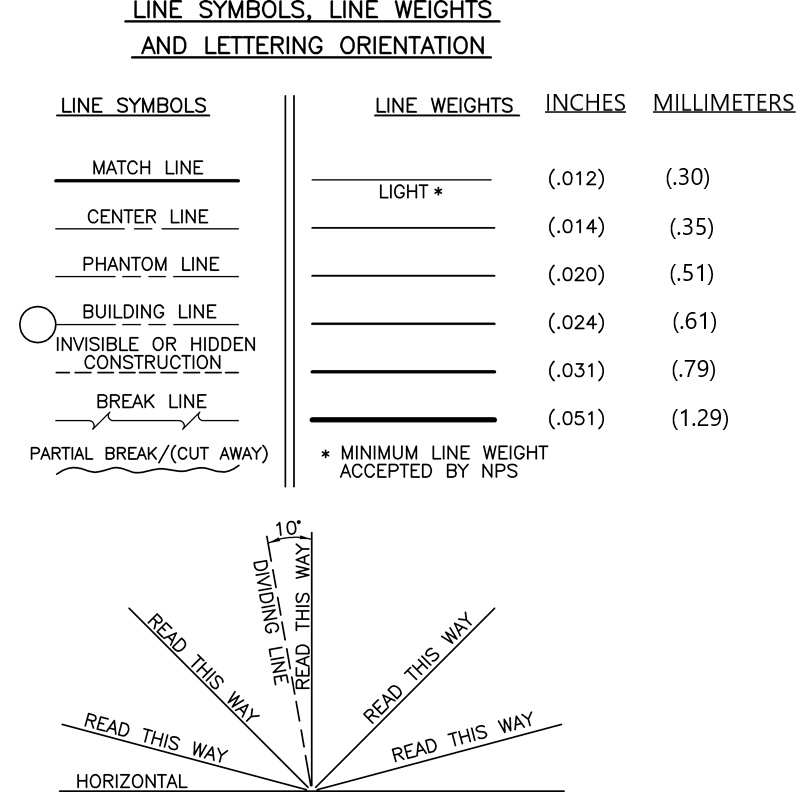 LINE SYMBOLS, LINE WEIGHTS
AND LETTERING ORIENTATION
LINE SYMBOLS
MATCH LINE
CENTER LINE
PHANTOM LINE
BUILDING LINE
INVISIBLE OR HIDDEN
CONSTRUCTION
BREAK LINE
PARTIAL BREAK/(CUT AWAY)
LINE WEIGHTS INCHES MILLIMETERS
LIGHT * (.012) (.30)
(.014) (.35)
(.020) (.51)
(.024) (.61)
(.031) (.79)
(.051) (1.29)
* MINIMUM LINE WEIGHT
ACCEPTED BY NPS
10°
DIVIDING LINE
READ THIS WAY
READ THIS WAY
READ THIS WAY
READ THIS WAY
READ THIS WAY
HORIZONTAL